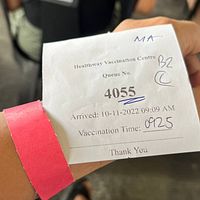 MA
Healthway Vaccination Centre
Queue No.
B2
C
4055
Arrived: 10-11-2022 09:09 AM
Vaccination Time: 0925
Thank You